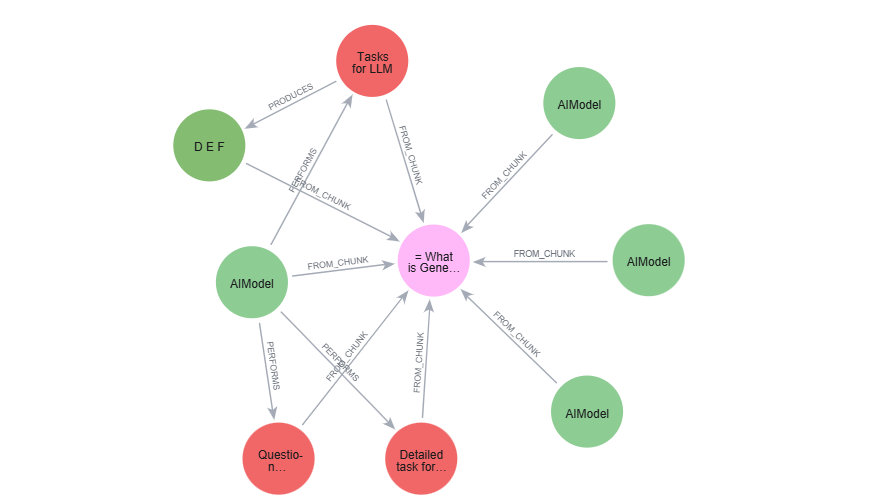 Tasks
for LLM
PRODUCES
AIModel
D E F
FROM_CHUNK
FROM_CHUNK
PERFORMS
FROM_CHUNK
= What
is Gene...
FROM_CHUNK
AIModel
FROM_CHUNK
AIModel
FROM_CHUNK
PERFORMS
FROM_CHUNK
PERFORMS
FROM_CHUNK
AIModel
Questio-
n...
Detailed
task for...